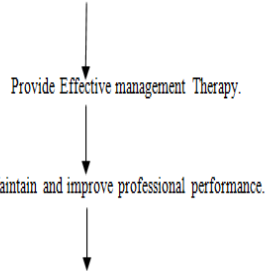 Provide Effective management Therapy.
aintain and improve professional performance.